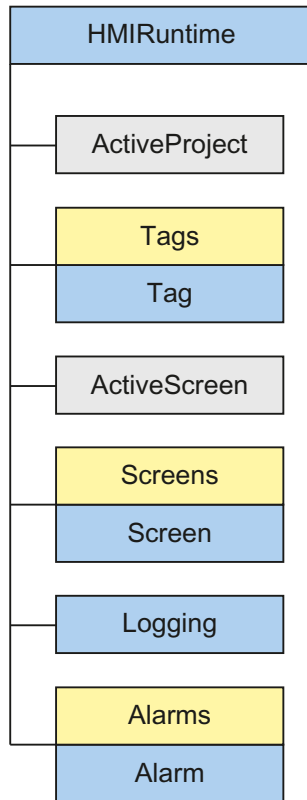 HMIRuntime
ActiveProject
Tags
Tag
ActiveScreen
Screens
Screen
Logging
Alarms
Alarm